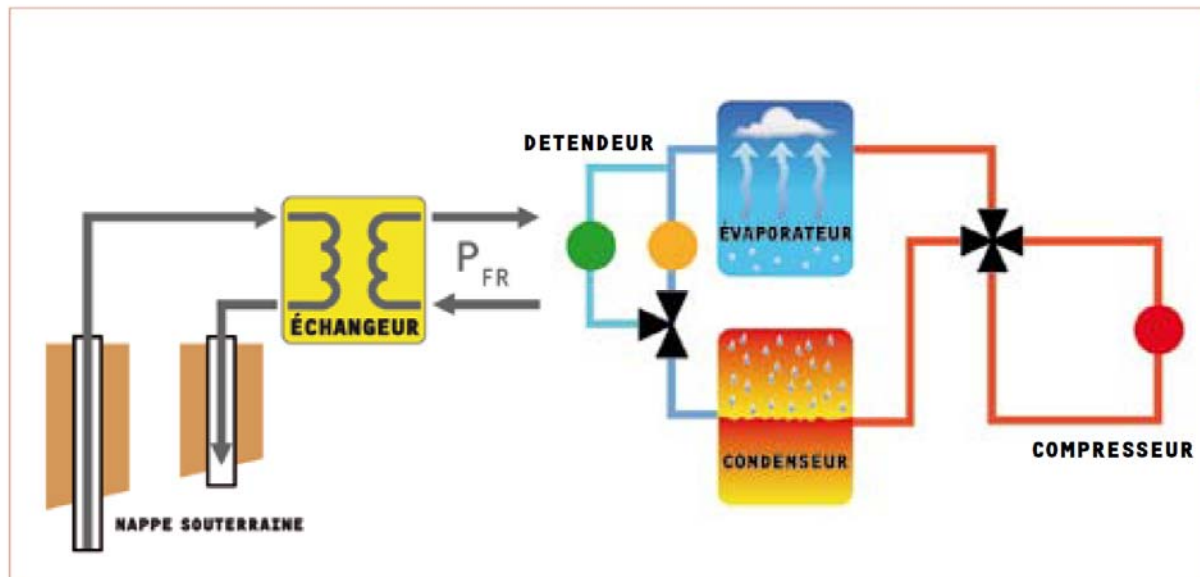 DETENDEUR
ÉVAPORATEUR
P FR
ÉCHANGEUR
CONDENSEUR
COMPRESSEUR
NAPPE SOUTERRAINE